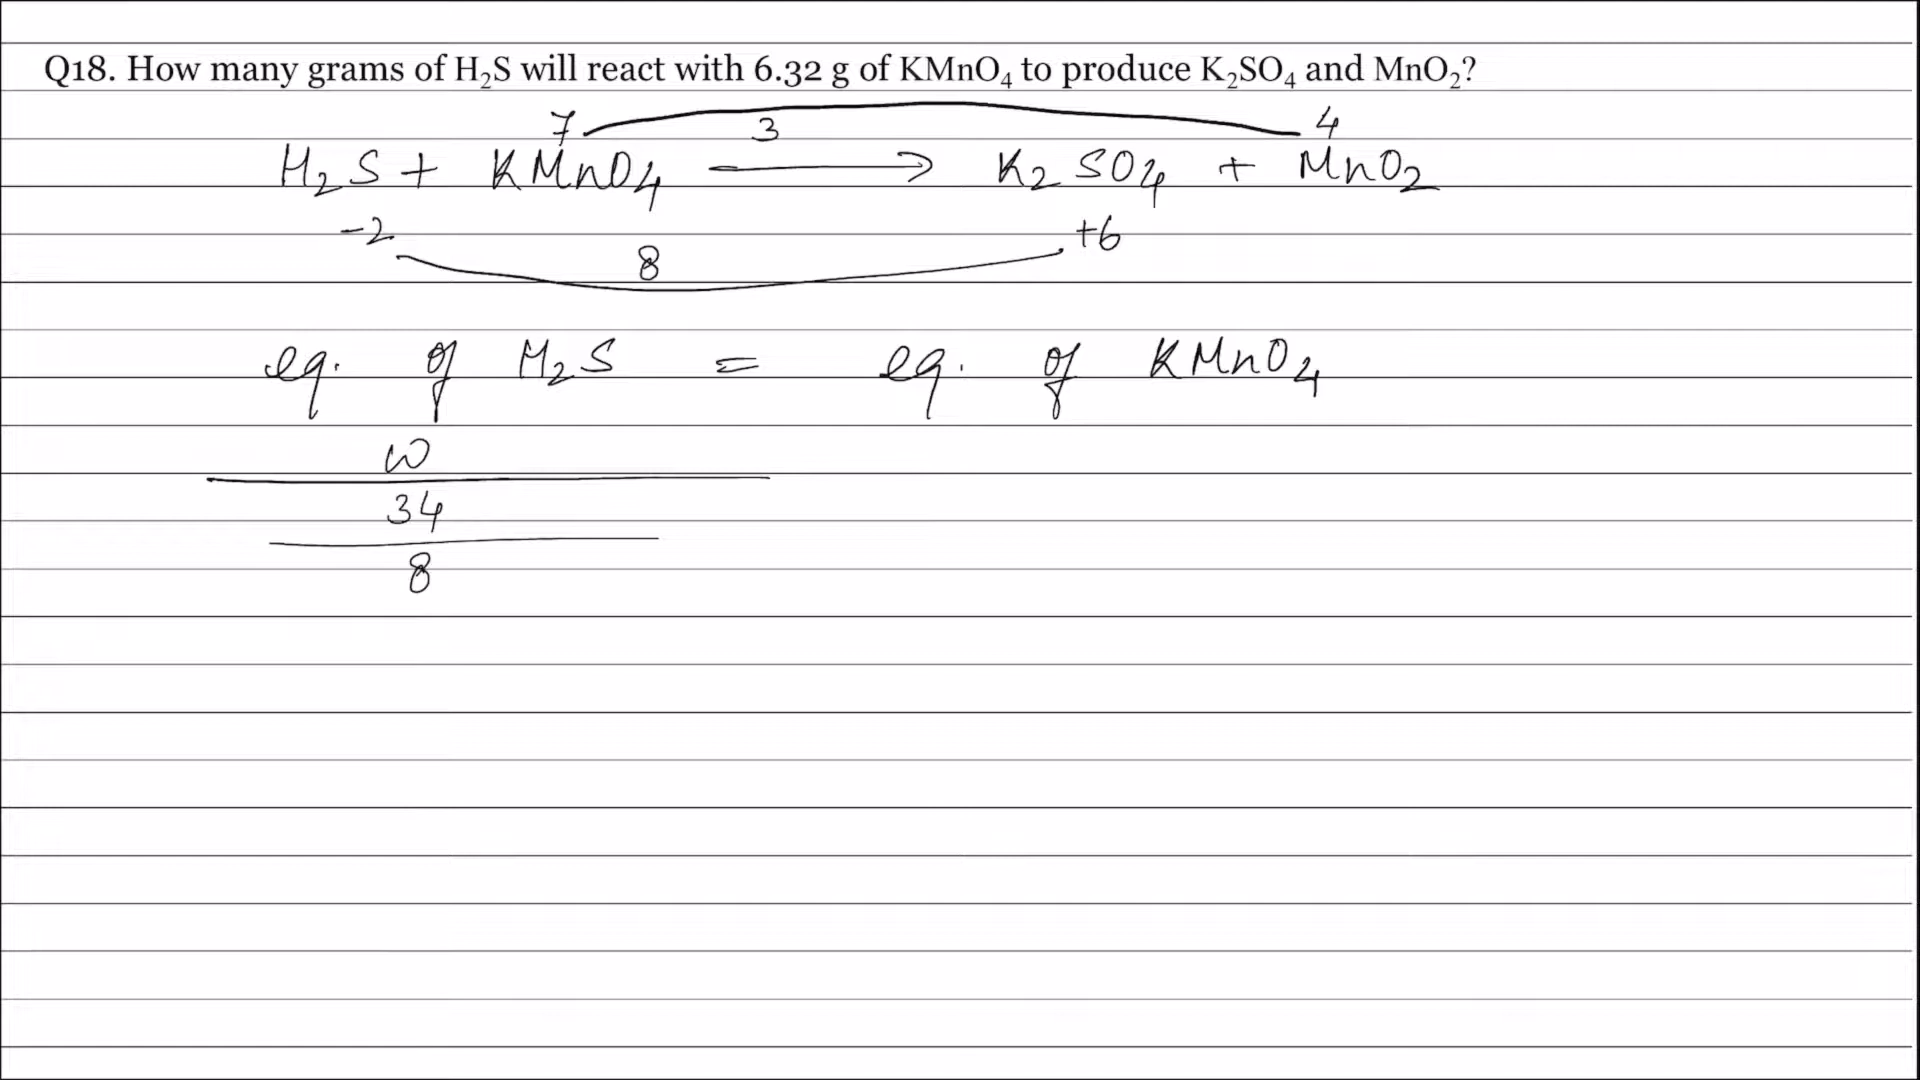 Q18. How many grams of H₂S will react with 6.32 g of KMnO₄ to produce K₂SO₄ and MnO₂?
7 3 4
H₂S + KMnO₄ ⟶ K₂SO₄ + MnO₂
-2 +6
8
eq. of H₂S = eq. of KMnO₄
W
34
8